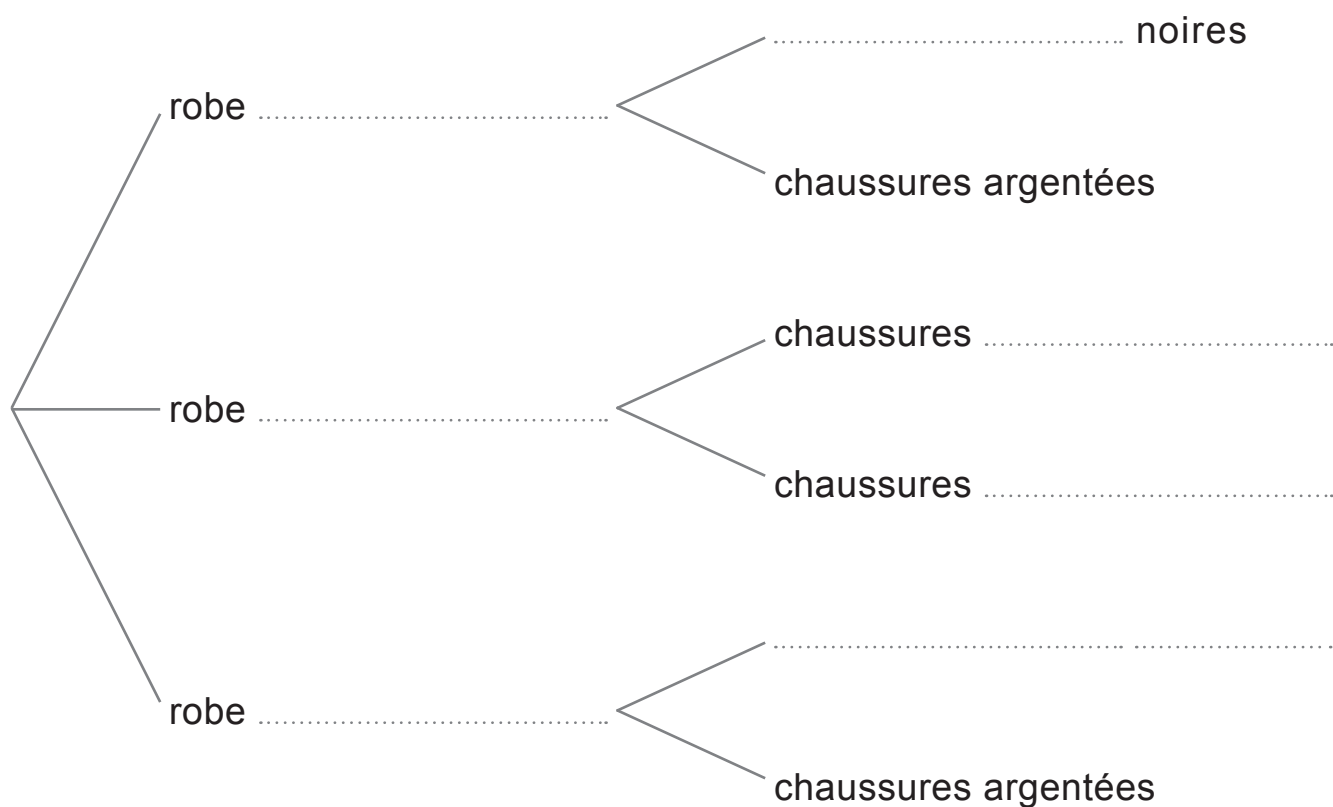 noires
robe
chaussures argentées
chaussures
robe
chaussures
robe
chaussures argentées